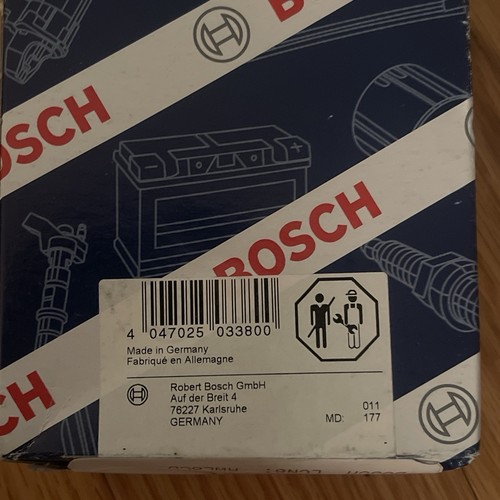 BOSCH
BOSCH
4 047025 033800
Made in Germany
Fabriqué en Allemagne
Robert Bosch GmbH
Auf der Breit 4
76227 Karlsruhe
GERMANY
011
MD: 177